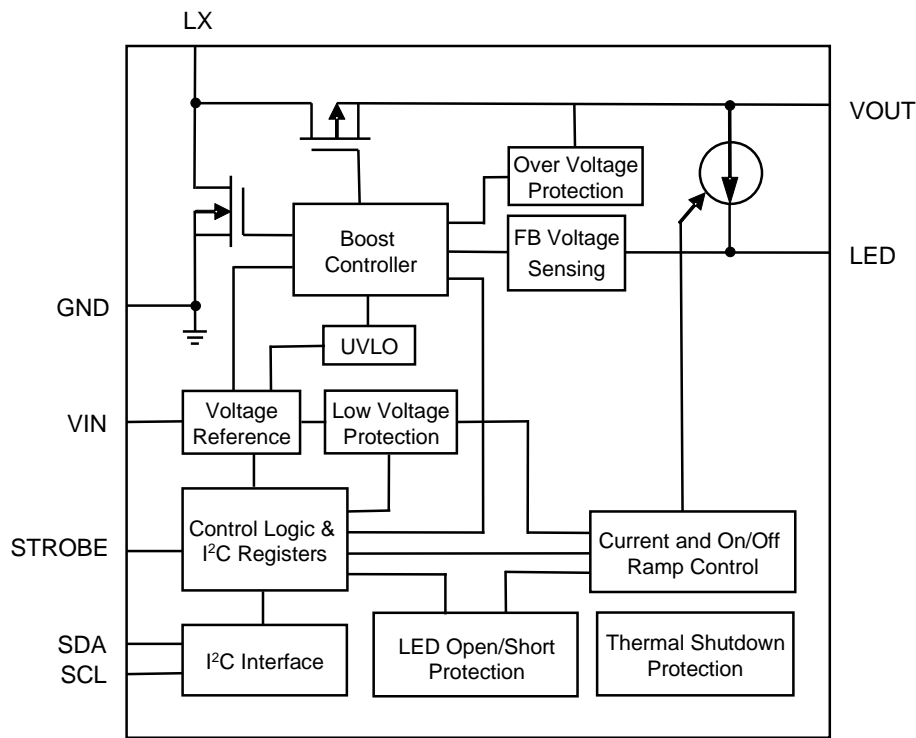 LX
VOUT
Over Voltage
Protection
Boost
Controller
FB Voltage
Sensing
LED
GND
UVLO
VIN
Voltage
Reference
Low Voltage
Protection
STROBE
Control Logic &
I²C Registers
Current and On/Off
Ramp Control
SDA
SCL
I²C Interface
LED Open/Short
Protection
Thermal Shutdown
Protection